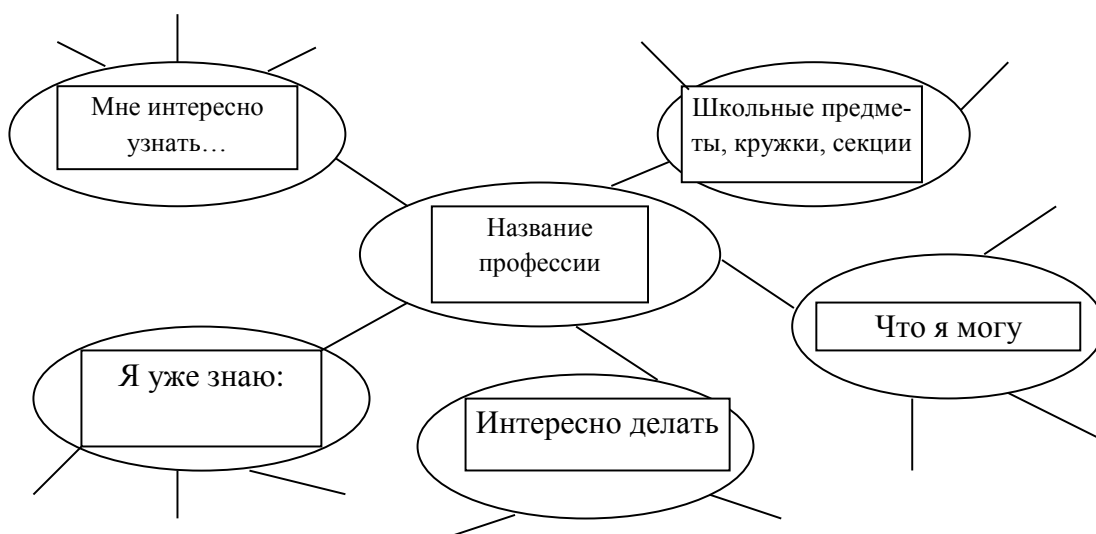 Мне интересно
узнать…
Школьные предме-
ты, кружки, секции
Название
профессии
Что я могу
Я уже знаю:
Интересно делать